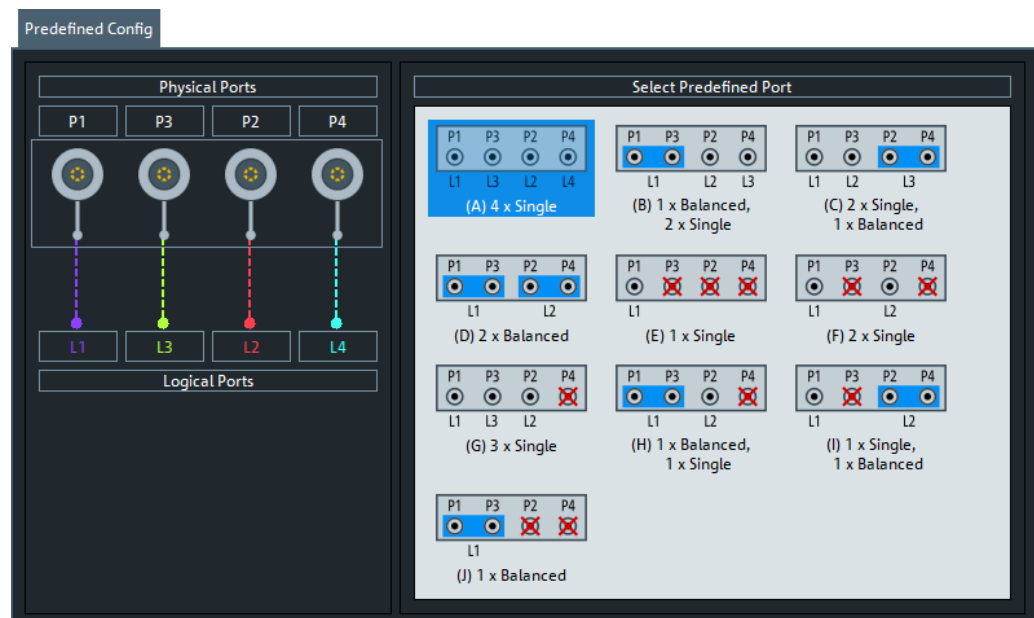 Predefined Config
Physical Ports
P1 P3 P2 P4
L1 L3 L2 L4
Logical Ports
Select Predefined Port
P1 P3 P2 P4
L1 L3 L2 L4
(A) 4 x Single
P1 P3 P2 P4
L1 L2 L3
(B) 1 x Balanced,
2 x Single
P1 P3 P2 P4
L1 L2 L3
(C) 2 x Single,
1 x Balanced
P1 P3 P2 P4
L1 L2
(D) 2 x Balanced
P1 P3 P2 P4
L1
(E) 1 x Single
P1 P3 P2 P4
L1 L2
(F) 2 x Single
P1 P3 P2 P4
L1 L3 L2
(G) 3 x Single
P1 P3 P2 P4
L1 L2
(H) 1 x Balanced,
1 x Single
P1 P3 P2 P4
L1 L2
(I) 1 x Single,
1 x Balanced
P1 P3 P2 P4
L1
(J) 1 x Balanced